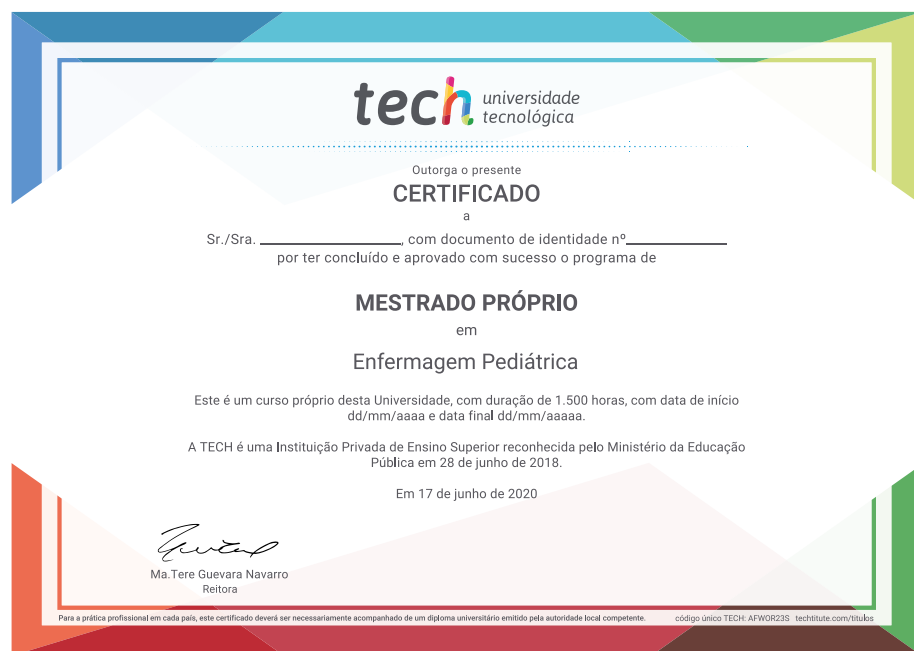 tech universidade
tecnológica
Outorga o presente
CERTIFICADO
a
Sr./Sra. ____________, com documento de identidade nº__________
por ter concluído e aprovado com sucesso o programa de
MESTRADO PRÓPRIO
em
Enfermagem Pediátrica
Este é um curso próprio desta Universidade, com duração de 1.500 horas, com data de início
dd/mm/aaaa e data final dd/mm/aaaaa.
A TECH é uma Instituição Privada de Ensino Superior reconhecida pelo Ministério da Educação
Pública em 28 de junho de 2018.
Em 17 de junho de 2020
Ma.Tere Guevara Navarro
Reitora
Para a prática profissional em cada país, este certificado deverá ser necessariamente acompanhado de um diploma universitário emitido pela autoridade local competente. código único TECH: AFWOR23S techtitute.com/titulos